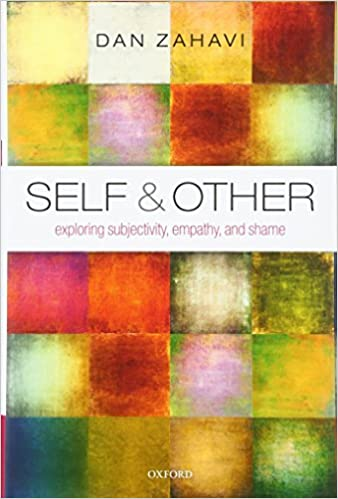 DAN ZAHAVI
SELF & OTHER
exploring subjectivity, empathy, and shame
OXFORD